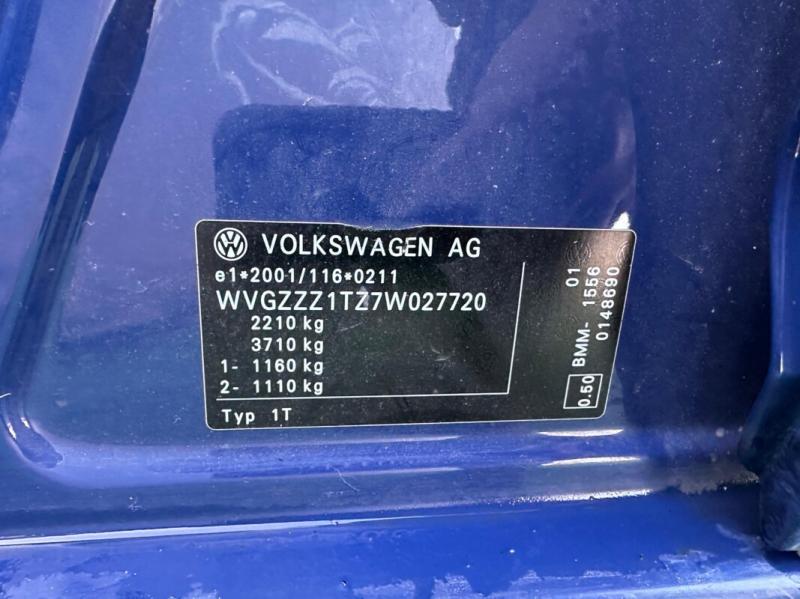 VOLKSWAGEN AG
e1*2001/116*0211
WVGZZZ1TZ7W027720
2210 kg
3710 kg
1- 1160 kg
2- 1110 kg
Typ 1T
01
BMM- 1556
0148690
0.50